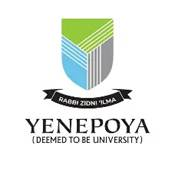 RABBI ZIDNI 'ILMA
YENEPOYA
(DEEMED TO BE UNIVERSITY)